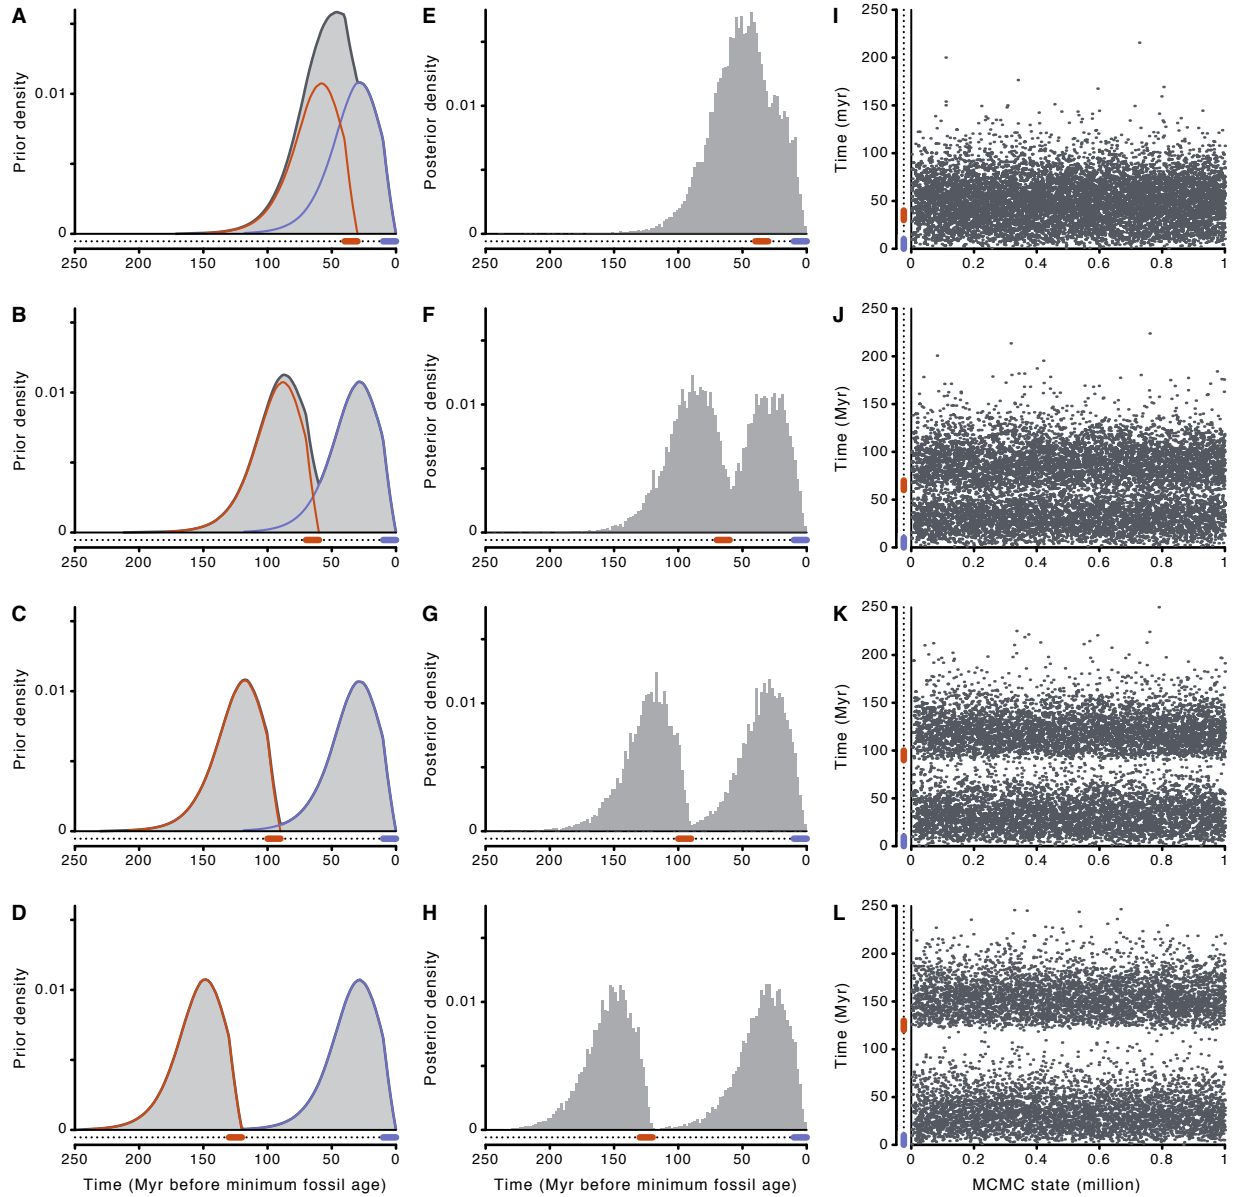 A
Prior density
0.01
0
250 200 150 100 50 0
E
Posterior density
0.01
0
250 200 150 100 50 0
I
Time (myr)
250
200
150
100
50
0
0 0.2 0.4 0.6 0.8 1
B
Prior density
0.01
0
250 200 150 100 50 0
F
Posterior density
0.01
0
250 200 150 100 50 0
J
Time (Myr)
250
200
150
100
50
0
0 0.2 0.4 0.6 0.8 1
C
Prior density
0.01
0
250 200 150 100 50 0
G
Posterior density
0.01
0
250 200 150 100 50 0
K
Time (Myr)
250
200
150
100
50
0
0 0.2 0.4 0.6 0.8 1
D
Prior density
0.01
0
250 200 150 100 50 0
Time (Myr before minimum fossil age)
H
Posterior density
0.01
0
250 200 150 100 50 0
Time (Myr before minimum fossil age)
L
Time (Myr)
250
200
150
100
50
0
0 0.2 0.4 0.6 0.8 1
MCMC state (million)